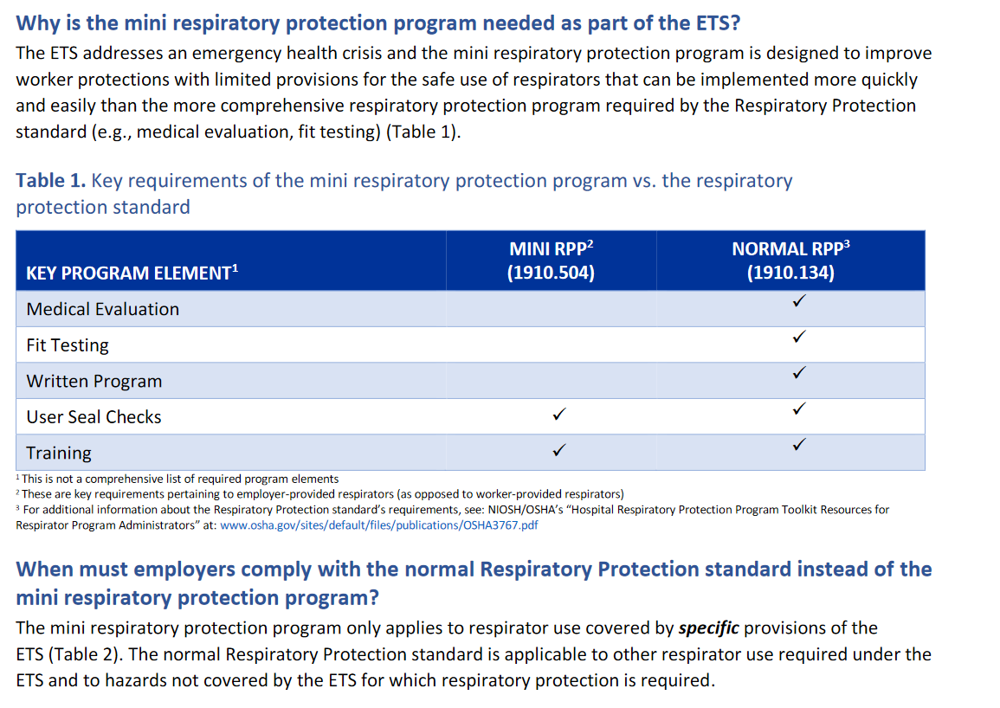 Why is the mini respiratory protection program needed as part of the ETS?
The ETS addresses an emergency health crisis and the mini respiratory protection program is designed to improve
worker protections with limited provisions for the safe use of respirators that can be implemented more quickly
and easily than the more comprehensive respiratory protection program required by the Respiratory Protection
standard (e.g., medical evaluation, fit testing) (Table 1).
Table 1. Key requirements of the mini respiratory protection program vs. the respiratory
protection standard
KEY PROGRAM ELEMENT¹ MINI RPP² (1910.504) NORMAL RPP³ (1910.134)
Medical Evaluation ✓
Fit Testing ✓
Written Program ✓
User Seal Checks ✓ ✓
Training ✓ ✓
¹ This is not a comprehensive list of required program elements
² These are key requirements pertaining to employer-provided respirators (as opposed to worker-provided respirators)
³ For additional information about the Respiratory Protection standard's requirements, see: NIOSH/OSHA's “Hospital Respiratory Protection Program Toolkit Resources for
Respirator Program Administrators” at: www.osha.gov/sites/default/files/publications/OSHA3767.pdf
When must employers comply with the normal Respiratory Protection standard instead of the
mini respiratory protection program?
The mini respiratory protection program only applies to respirator use covered by specific provisions of the
ETS (Table 2). The normal Respiratory Protection standard is applicable to other respirator use required under the
ETS and to hazards not covered by the ETS for which respiratory protection is required.